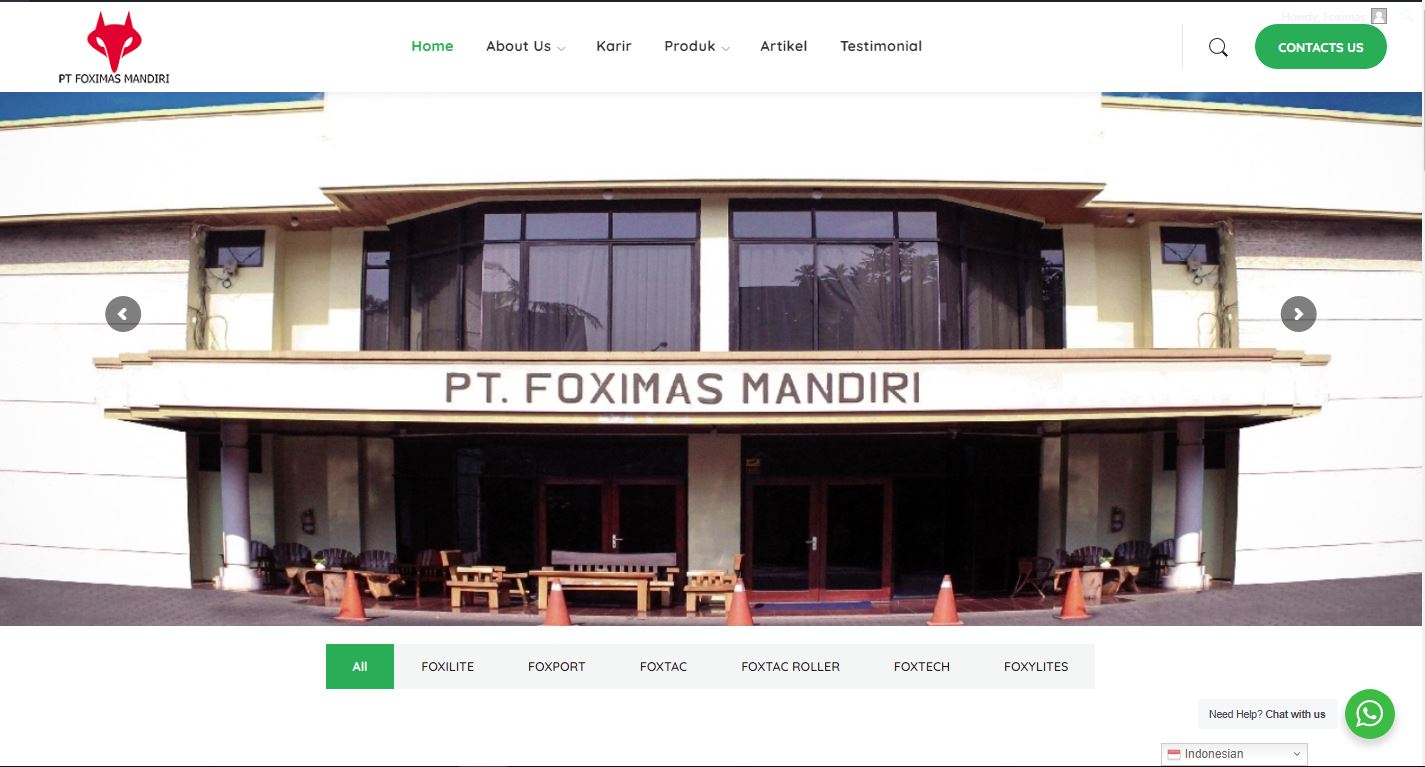 Howdy, Foximas
PT FOXIMAS MANDIRI
Home About Us Karir Produk Artikel Testimonial
CONTACTS US
PT. FOXIMAS MANDIRI
All FOXILITE FOXPORT FOXTAC FOXTAC ROLLER FOXTECH FOXYLITES
Need Help? Chat with us
Indonesian